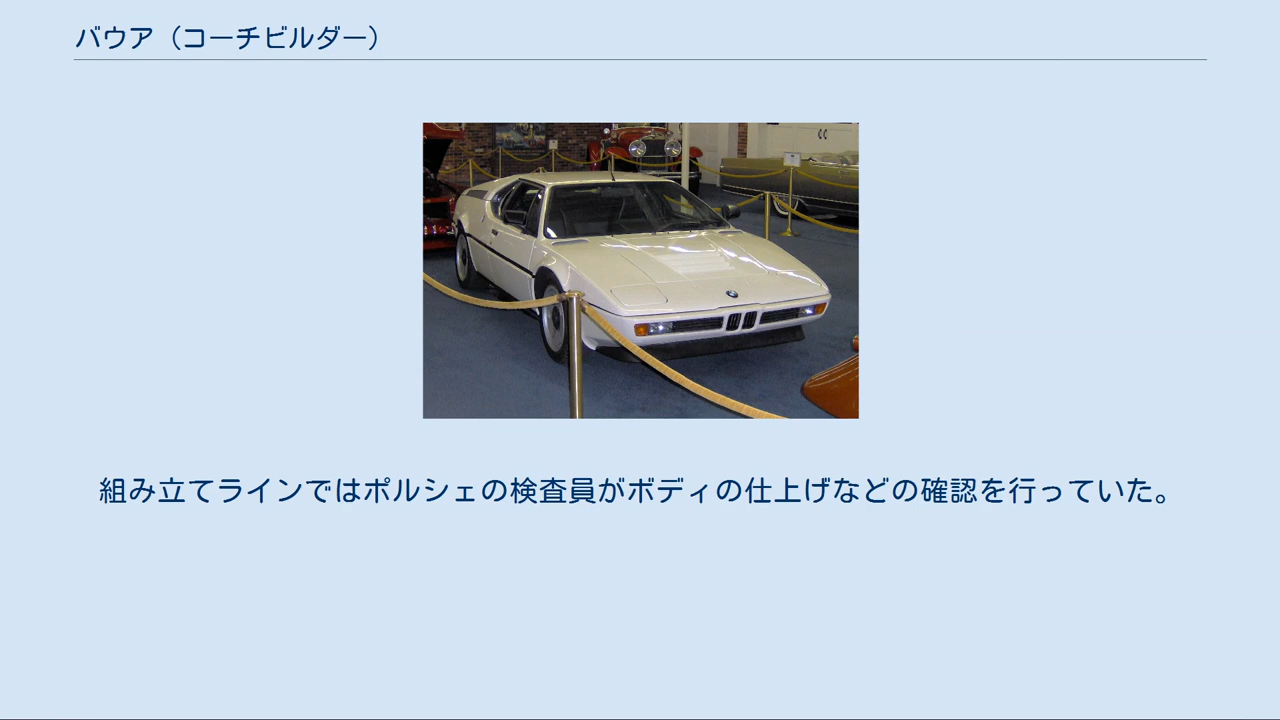 バウア（コーチビルダー）
組み立てラインではポルシェの検査員がボディの仕上げなどの確認を行っていた。